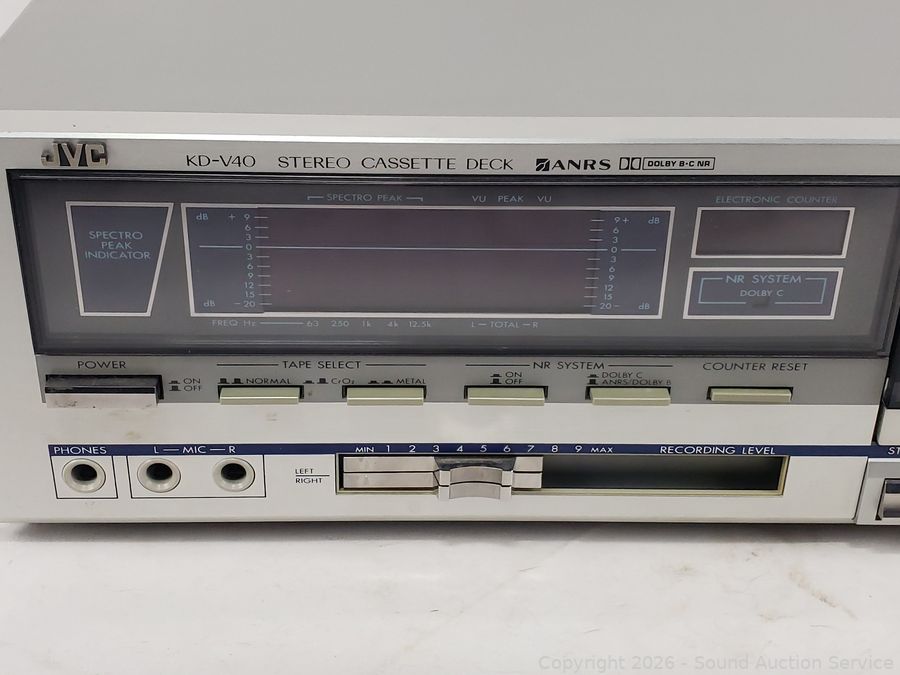 JVC
KD-V40 STEREO CASSETTE DECK ANRS DOLBY B-C NR
SPECTRO PEAK VU PEAK VU ELECTRONIC COUNTER
SPECTRO
PEAK
INDICATOR
dB + 9
6
3
0
3
6
9
12
15
dB - 20
9 + dB
6
3
0
3
6
9
12
15
20 - dB
FREQ Hz 63 250 1k 4k 12.5k L — TOTAL — R
NR SYSTEM
DOLBY C
POWER TAPE SELECT NR SYSTEM COUNTER RESET
ON
OFF
NORMAL CrO2 METAL
ON
OFF
DOLBY C
ANRS/DOLBY B
PHONES L — MIC — R MIN 1 2 3 4 5 6 7 8 9 MAX RECORDING LEVEL ST
LEFT
RIGHT
Copyright 2026 - Sound Auction Service